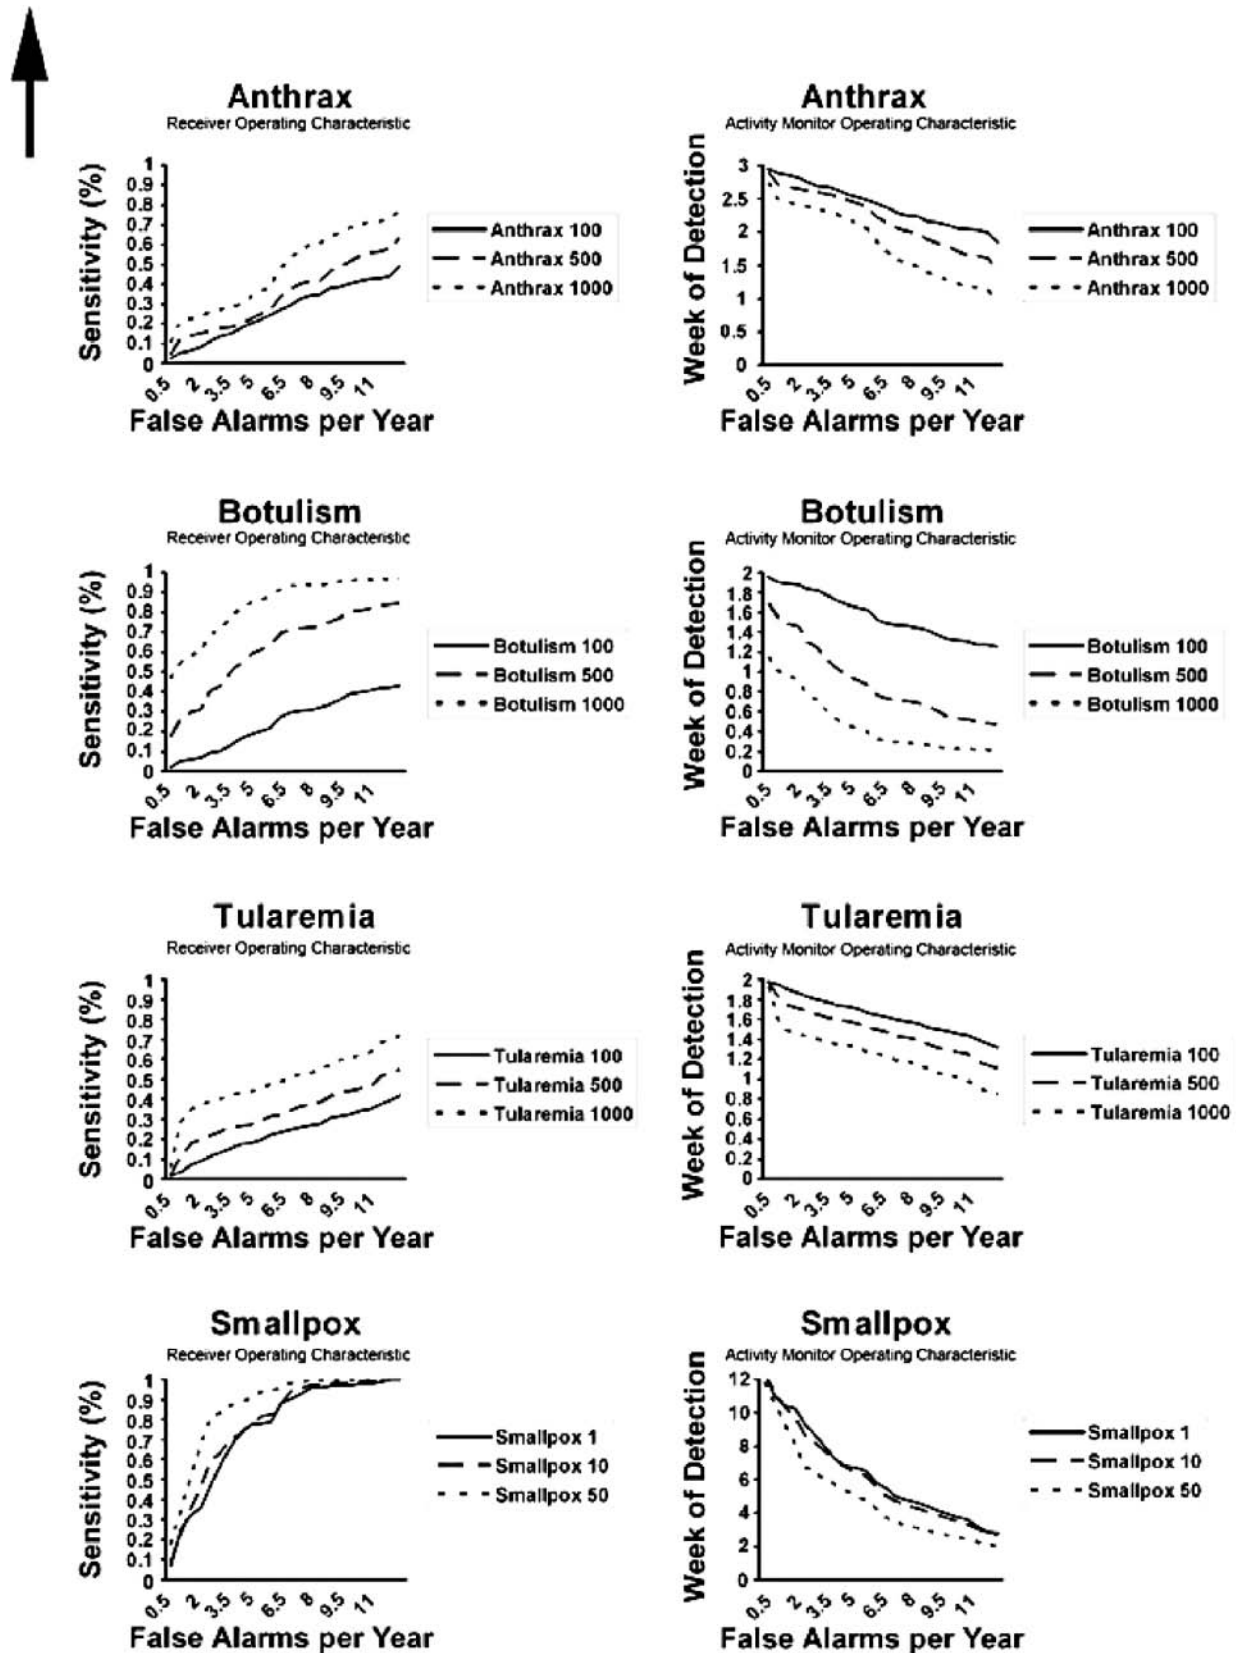 Anthrax
Receiver Operating Characteristic
Sensitivity (%)
1
0.9
0.8
0.7
0.6
0.5
0.4
0.3
0.2
0.1
0
0.5 2 3.5 5 6.5 8 9.5 11
False Alarms per Year
Anthrax 100
Anthrax 500
Anthrax 1000
Anthrax
Activity Monitor Operating Characteristic
Week of Detection
3
2.5
2
1.5
1
0.5
0
0.5 2 3.5 5 6.5 8 9.5 11
False Alarms per Year
Anthrax 100
Anthrax 500
Anthrax 1000
Botulism
Receiver Operating Characteristic
Sensitivity (%)
1
0.9
0.8
0.7
0.6
0.5
0.4
0.3
0.2
0.1
0
0.5 2 3.5 5 6.5 8 9.5 11
False Alarms per Year
Botulism 100
Botulism 500
Botulism 1000
Botulism
Activity Monitor Operating Characteristic
Week of Detection
2
1.8
1.6
1.4
1.2
1
0.8
0.6
0.4
0.2
0
0.5 2 3.5 5 6.5 8 9.5 11
False Alarms per Year
Botulism 100
Botulism 500
Botulism 1000
Tularemia
Receiver Operating Characteristic
Sensitivity (%)
1
0.9
0.8
0.7
0.6
0.5
0.4
0.3
0.2
0.1
0
0.5 2 3.5 5 6.5 8 9.5 11
False Alarms per Year
Tularemia 100
Tularemia 500
Tularemia 1000
Tularemia
Activity Monitor Operating Characteristic
Week of Detection
2
1.8
1.6
1.4
1.2
1
0.8
0.6
0.4
0.2
0
0.5 2 3.5 5 6.5 8 9.5 11
False Alarms per Year
Tularemia 100
Tularemia 500
Tularemia 1000
Smallpox
Receiver Operating Characteristic
Sensitivity (%)
1
0.9
0.8
0.7
0.6
0.5
0.4
0.3
0.2
0.1
0
0.5 2 3.5 5 6.5 8 9.5 11
False Alarms per Year
Smallpox 1
Smallpox 10
Smallpox 50
Smallpox
Activity Monitor Operating Characteristic
Week of Detection
12
10
8
6
4
2
0
0.5 2 3.5 5 6.5 8 9.5 11
False Alarms per Year
Smallpox 1
Smallpox 10
Smallpox 50